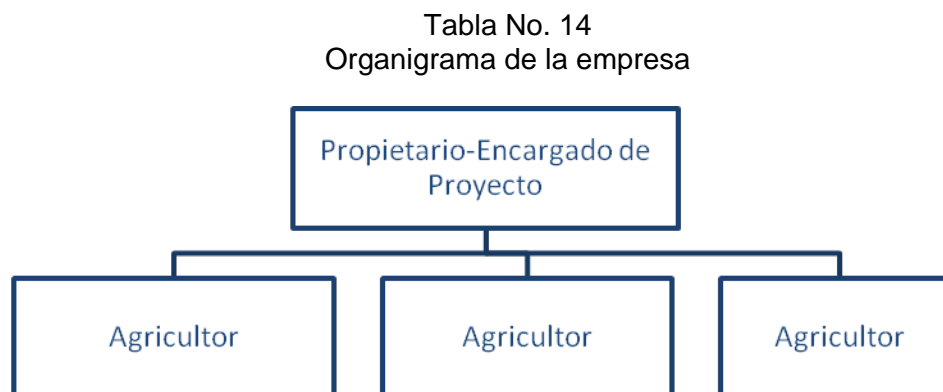 Tabla No. 14
Organigrama de la empresa
Propietario-Encargado de
Proyecto
Agricultor
Agricultor
Agricultor